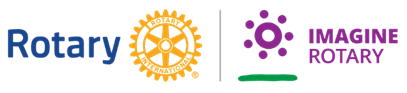 Rotary
ROTARY
INTERNATIONAL
®
IMAGINE
ROTARY